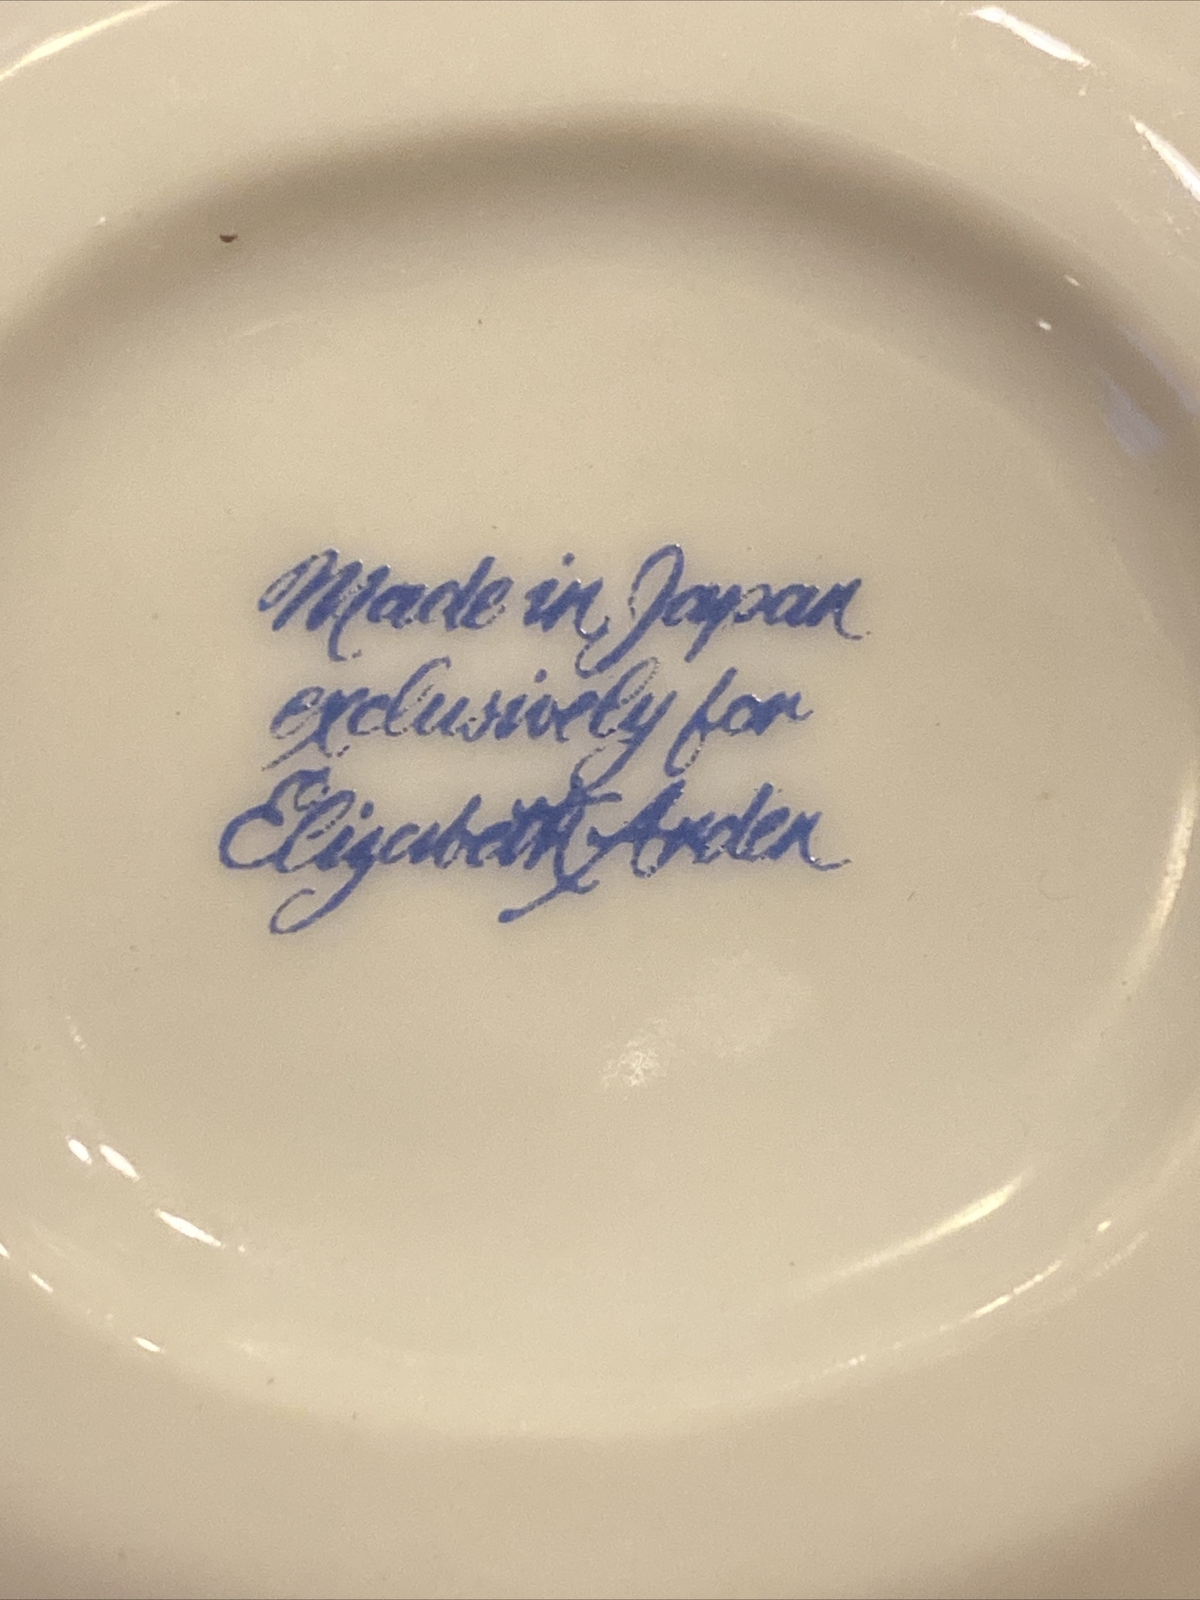 Made in Japan
exclusively for
Elizabeth Arden